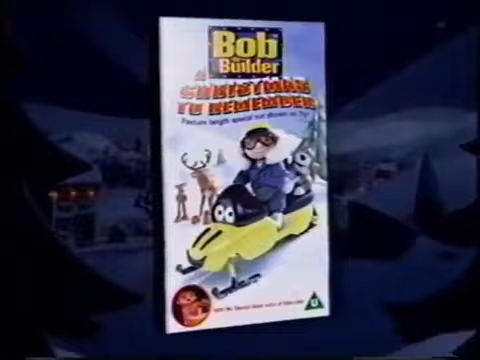 Bob
the
Builder
A
CHRISTMAS
TO REMEMBER
Feature length special not shown on TV!
U